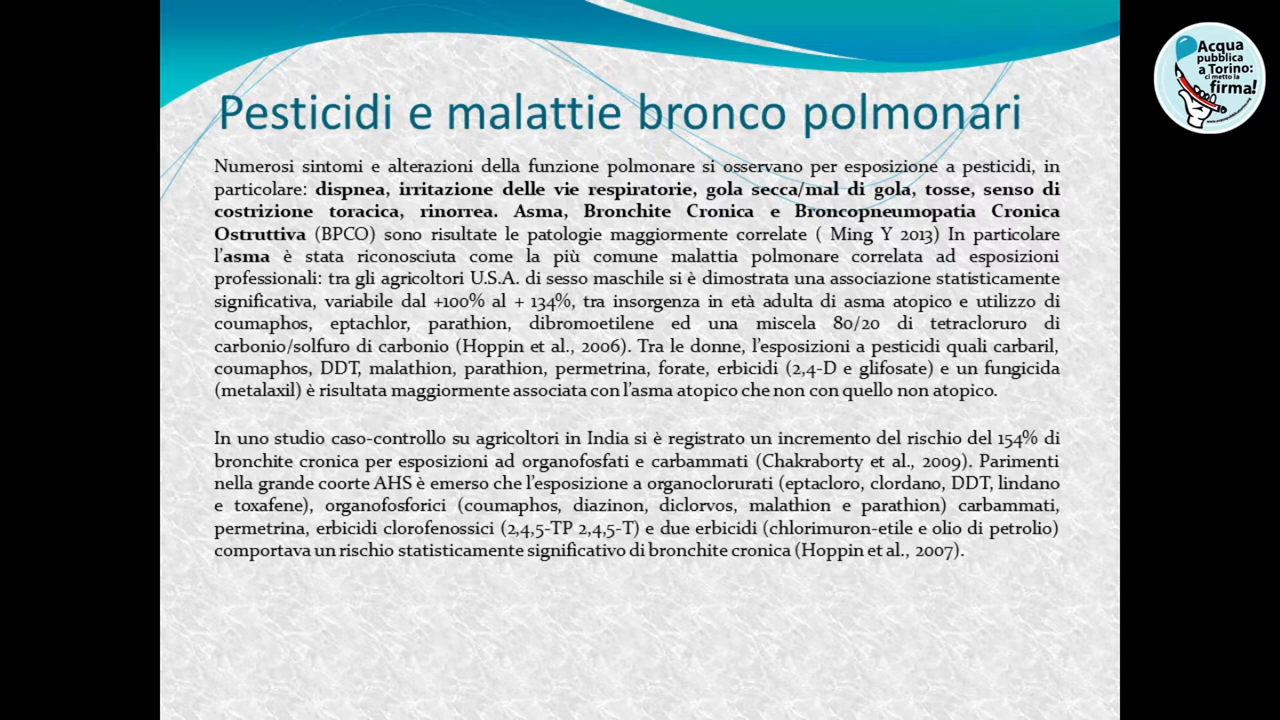 Pesticidi e malattie bronco polmonari
Numerosi sintomi e alterazioni della funzione polmonare si osservano per esposizione a pesticidi, in
particolare: dispnea, irritazione delle vie respiratorie, gola secca/mal di gola, tosse, senso di
costrizione toracica, rinorrea. Asma, Bronchite Cronica e Broncopneumopatia Cronica
Ostruttiva (BPCO) sono risultate le patologie maggiormente correlate ( Ming Y 2013) In particolare
l'asma è stata riconosciuta come la più comune malattia polmonare correlata ad esposizioni
professionali: tra gli agricoltori U.S.A. di sesso maschile si è dimostrata una associazione statisticamente
significativa, variabile dal +100% al + 134%, tra insorgenza in età adulta di asma atopico e utilizzo di
coumaphos, eptachlor, parathion, dibromoetilene ed una miscela 80/20 di tetracloruro di
carbonio/solfuro di carbonio (Hoppin et al., 2006). Tra le donne, l'esposizioni a pesticidi quali carbaril,
coumaphos, DDT, malathion, parathion, permetrina, forate, erbicidi (2,4-D e glifosate) e un fungicida
(metalaxil) è risultata maggiormente associata con l'asma atopico che non con quello non atopico.
In uno studio caso-controllo su agricoltori in India si è registrato un incremento del rischio del 154% di
bronchite cronica per esposizioni ad organofosfati e carbammati (Chakraborty et al., 2009). Parimenti
nella grande coorte AHS è emerso che l'esposizione a organoclorurati (eptacloro, clordano, DDT, lindano
e toxafene), organofosforici (coumaphos, diazinon, diclorvos, malathion e parathion) carbammati,
permetrina, erbicidi clorofenossici (2,4,5-TP 2,4,5-T) e due erbicidi (chlorimuron-etile e olio di petrolio)
comportava un rischio statisticamente significativo di bronchite cronica (Hoppin et al., 2007).
Acqua
pubblica
a Torino:
ci metto la
firma!